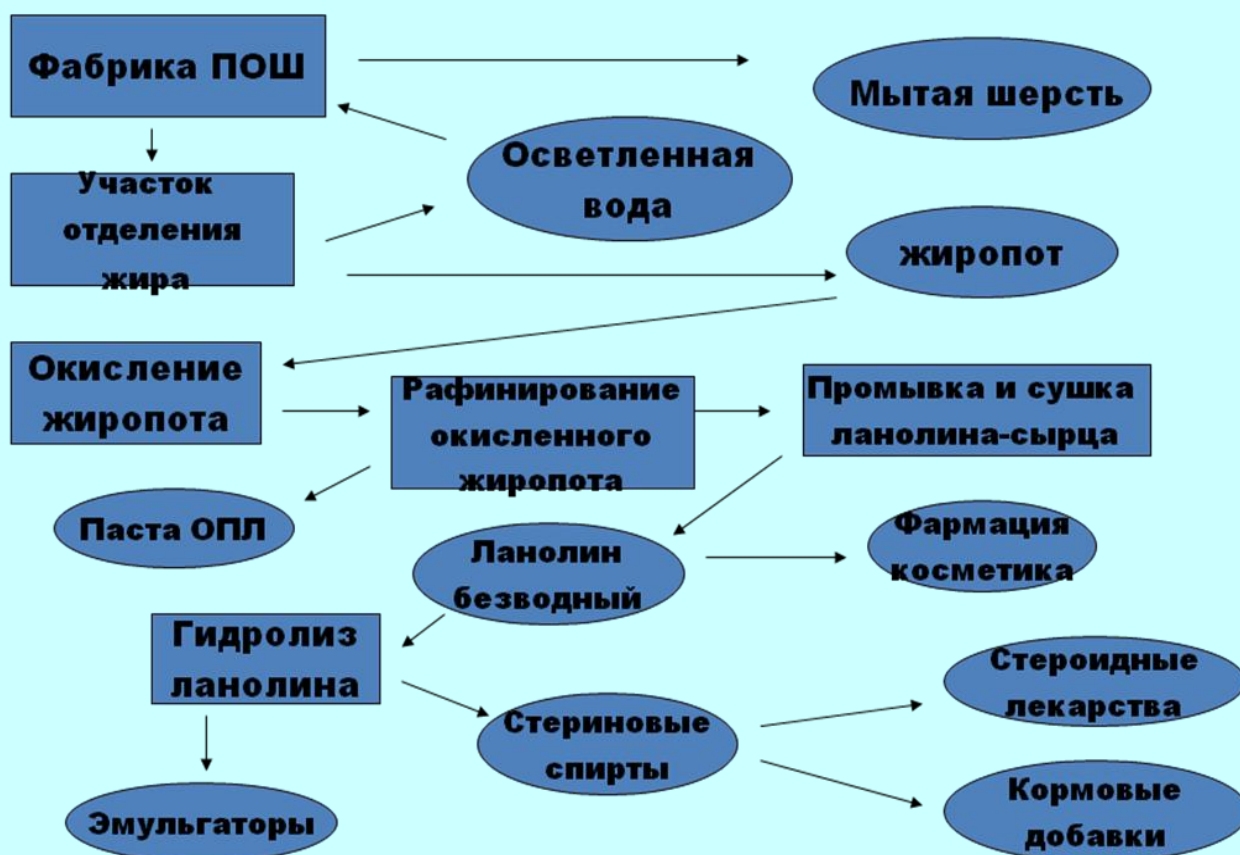 Фабрика ПОШ
Мытая шерсть
Осветленная
вода
Участок
отделения
жира
жиропот
Окисление
жиропота
Рафинирование
окисленного
жиропота
Промывка и сушка
ланолина-сырца
Паста ОПЛ
Ланолин
безводный
Фармация
косметика
Гидролиз
ланолина
Стериновые
спирты
Стероидные
лекарства
Эмульгаторы
Кормовые
добавки